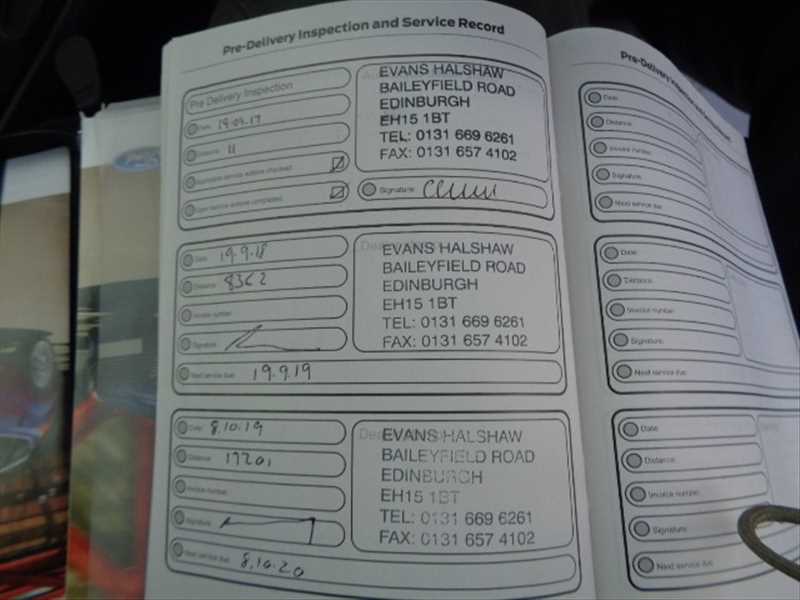 Pre-Delivery Inspection and Service Record
Pre Delivery Inspection
Date 19.09.17
Distance 11
EVANS HALSHAW
BAILEYFIELD ROAD
EDINBURGH
EH15 1BT
TEL: 0131 669 6261
FAX: 0131 657 4102
Signature:
Date 19.9.18
Distance 8362
Invoice number
Signature
Next service due: 19.9.19
EVANS HALSHAW
BAILEYFIELD ROAD
EDINBURGH
EH15 1BT
TEL: 0131 669 6261
FAX: 0131 657 4102
Date 8.10.19
Distance: 17201
Invoice number
Signature
Next service due: 8.10.20
EVANS HALSHAW
BAILEYFIELD ROAD
EDINBURGH
EH15 1BT
TEL: 0131 669 6261
FAX: 0131 657 4102
Pre-Delivery
Date
Distance:
Invoice number
Signature:
Next service due
Date
Distance:
Invoice number
Signature:
Next service due
Date
Distance:
Invoice number
Signature:
Next service due